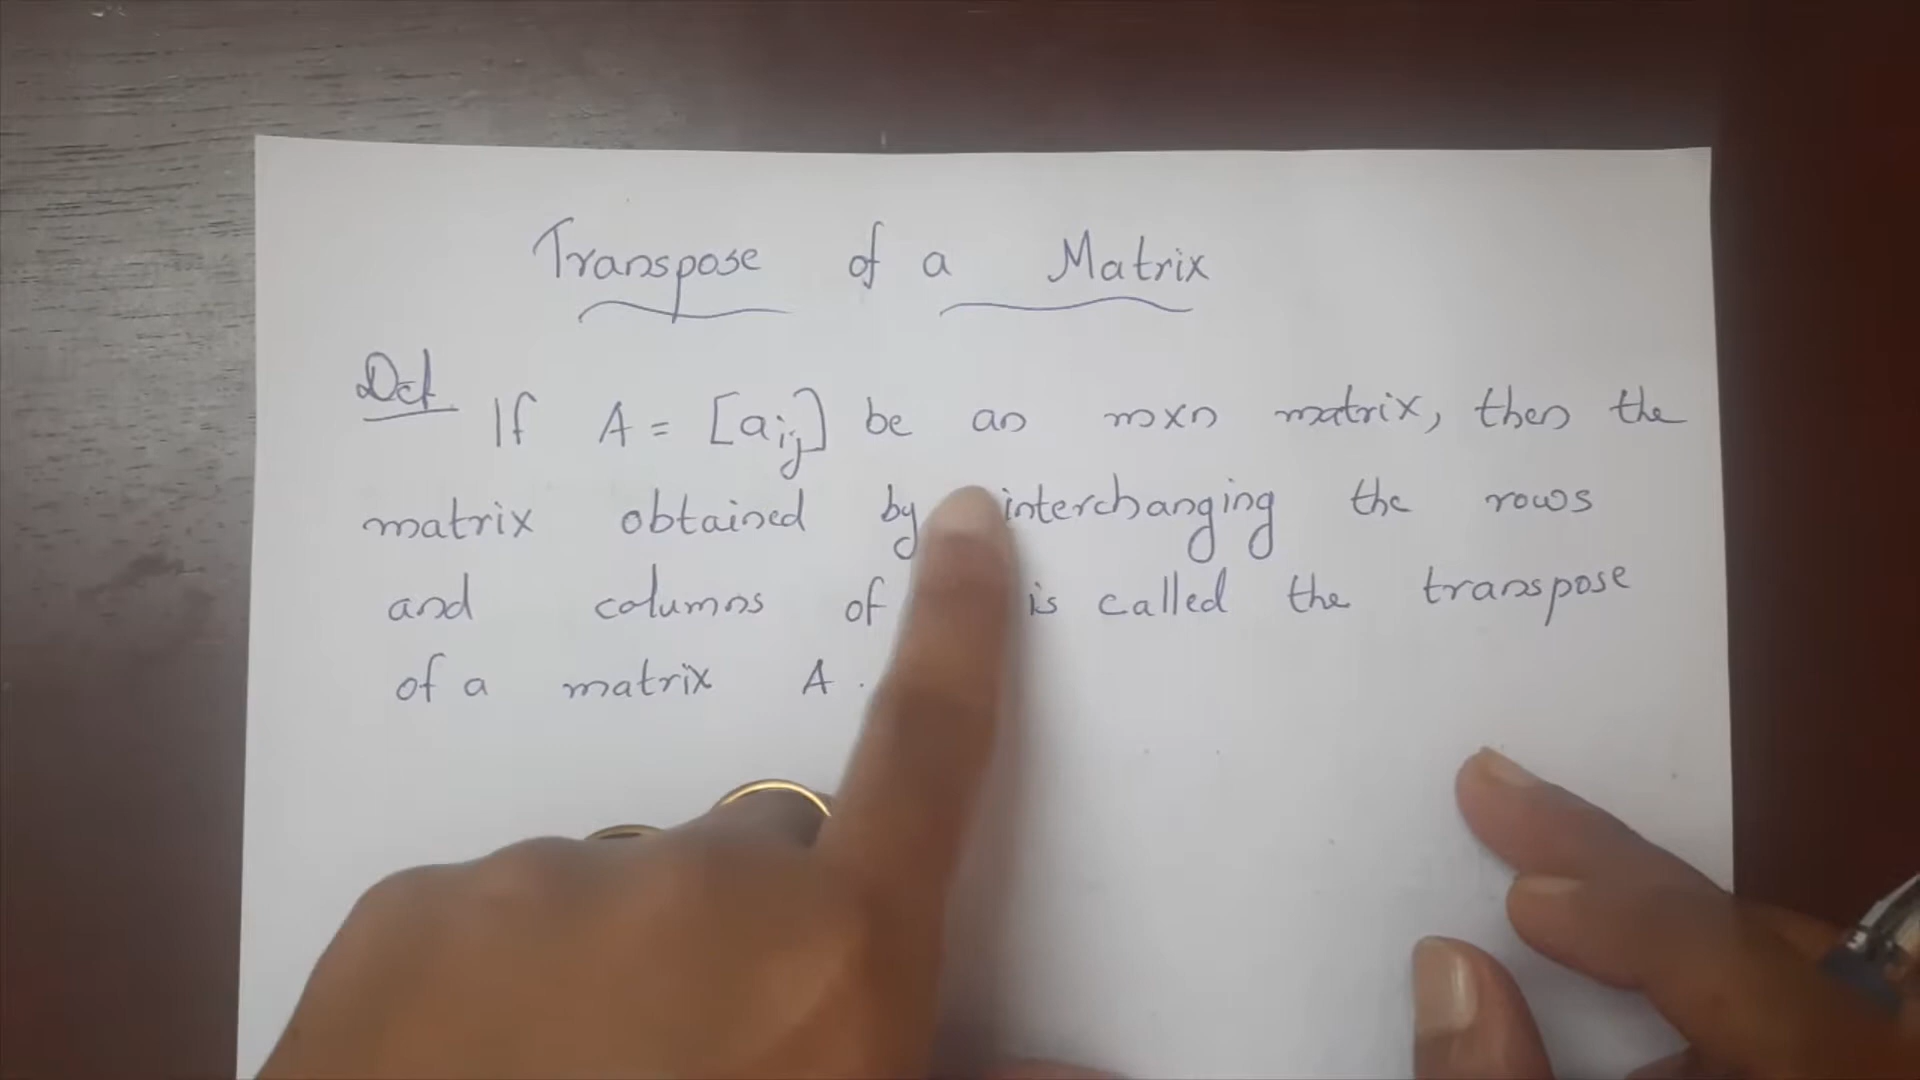 Transpose of a Matrix
Def
If A = [aij] be an mxn matrix, then the
matrix obtained by interchanging the rows
and columns of is called the transpose
of a matrix A.